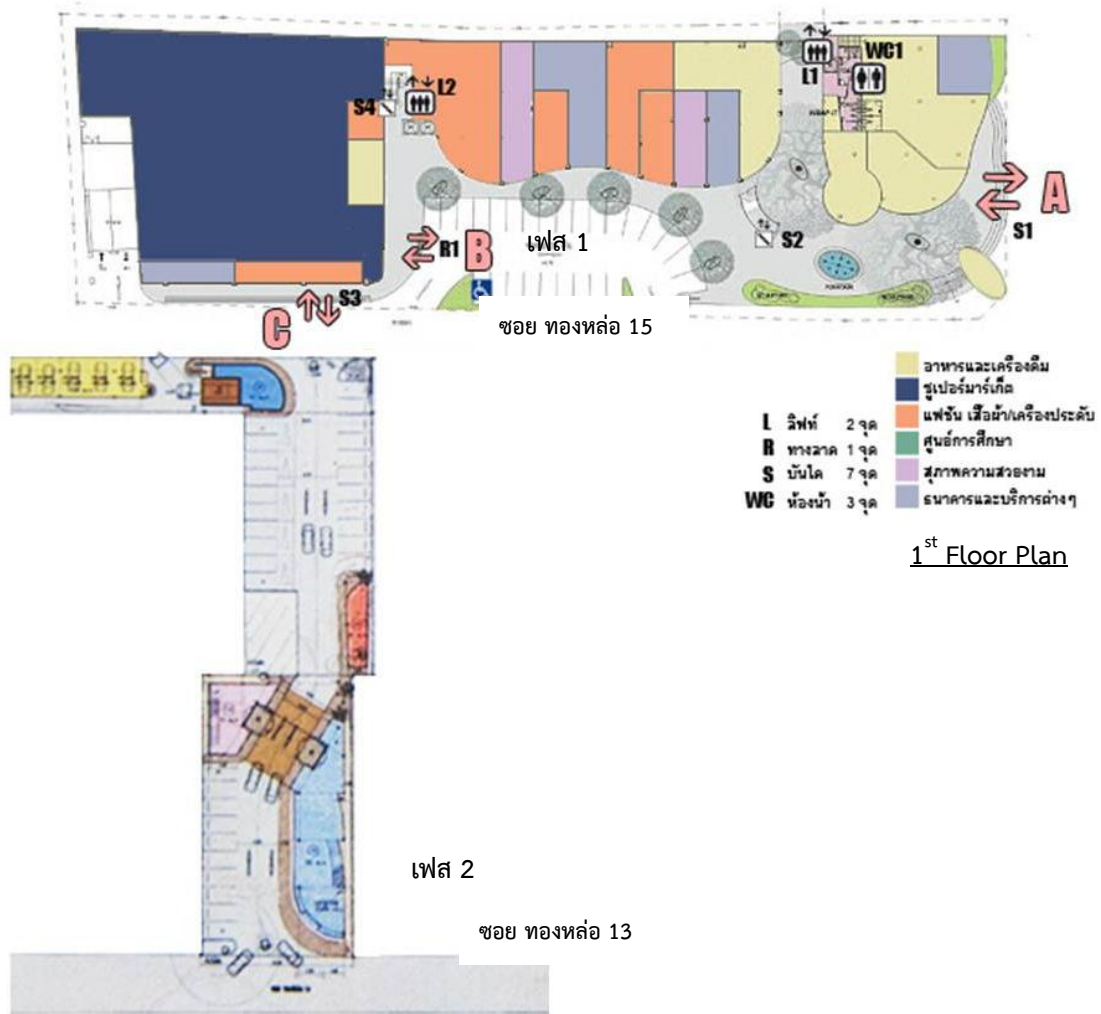 L2
S4
L1
WC1
A
S1
S2
เฟส 1
R1
B
S3
C
FOUNTAIN
ซอย ทองหล่อ 15
อาหารและเครื่องดื่ม
ซูเปอร์มาร์เก็ต
แฟชั่น เสื้อผ้า/เครื่องประดับ
ศูนย์การศึกษา
สุภาพความสวยงาม
ธนาคารและบริการต่างๆ
L ลิฟท์ 2 จุด
R ทางลาด 1 จุด
S บันได 7 จุด
WC ห้องน้ำ 3 จุด
1st Floor Plan
เฟส 2
ซอย ทองหล่อ 13